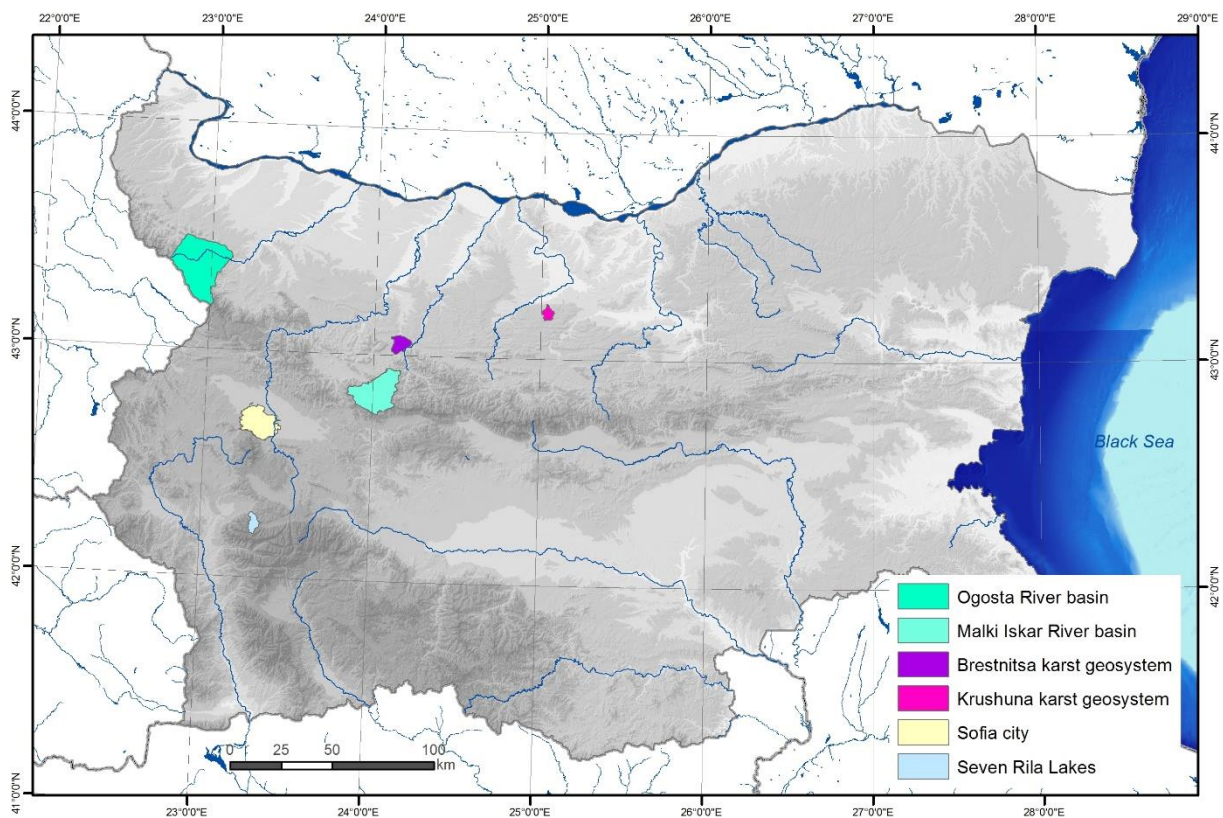 22°0'0"E 23°0'0"E 24°0'0"E 25°0'0"E 26°0'0"E 27°0'0"E 28°0'0"E 29°0'0"E
44°0'0"N
44°0'0"N
43°0'0"N
43°0'0"N
Black Sea
42°0'0"N
42°0'0"N
Ogosta River basin
Malki Iskar River basin
Brestnitsa karst geosystem
Krushuna karst geosystem
Sofia city
Seven Rila Lakes
0 25 50 100
km
41°0'0"N
23°0'0"E 24°0'0"E 25°0'0"E 26°0'0"E 27°0'0"E 28°0'0"E